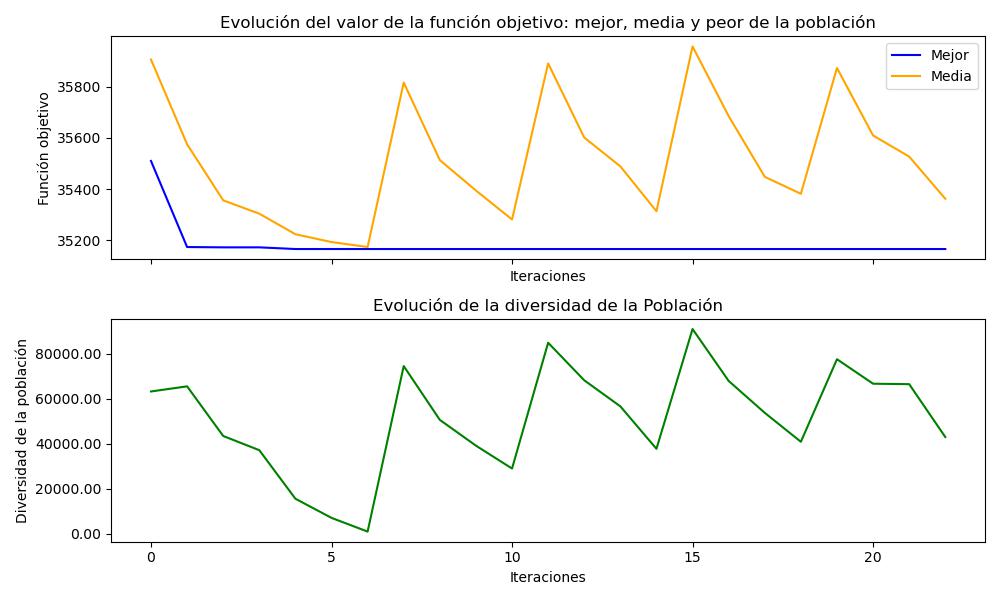 Evolución del valor de la función objetivo: mejor, media y peor de la población
Función objetivo
35800
35600
35400
35200
Mejor
Media
Iteraciones
Evolución de la diversidad de la Población
Diversidad de la población
80000.00
60000.00
40000.00
20000.00
0.00
0 5 10 15 20
Iteraciones